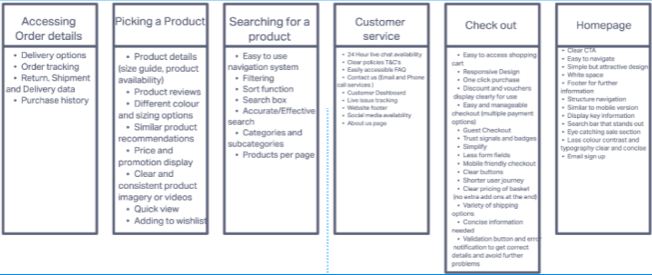 Accessing
Order details
• Delivery options
• Order tracking
• Return, Shipment
and Delivery data
• Purchase history
Picking a Product
• Product details
(size guide, product
availability)
• Product reviews
• Different colour
and sizing options
• Similar product
recommendations
• Price and
promotion display
• Clear and
consistent product
imagery or videos
• Quick view
• Adding to wishlist
Searching for a
product
• Easy to use
navigation system
• Filtering
• Sort function
• Search box
• Accurate/Effective
search
• Categories and
subcategories
• Products per page
Customer
service
• 24 Hour live chat availability
• Clear policies T&C's
• Easily accessible FAQ
• Contact us (Email and Phone
call services )
• Customer Dashboard
• Live issue tracking
• Website footer
• Social media availability
• About us page
Check out
• Easy to access shopping
cart
• Responsive Design
• One click purchase
• Discount and vouchers
display clearly for use
• Easy and manageable
checkout (multiple payment
options)
• Guest Checkout
• Trust signals and badges
• Simplify
• Less form fields
• Mobile friendly checkout
• Clear buttons
• Shorter user journey
• Clear pricing of basket
(no extra add ons at the end)
• Variety of shipping
options
• Concise information
needed
• Validation button and error
notification to get correct
details and avoid further
problems
Homepage
• Clear CTA
• Easy to navigate
• Simple but attractive design
• White space
• Footer for further
information
• Structure navigation
• Similar to mobile version
• Display key information
• Search bar that stands out
• Eye catching sale section
• Less colour contrast and
typography clear and concise
• Email sign up